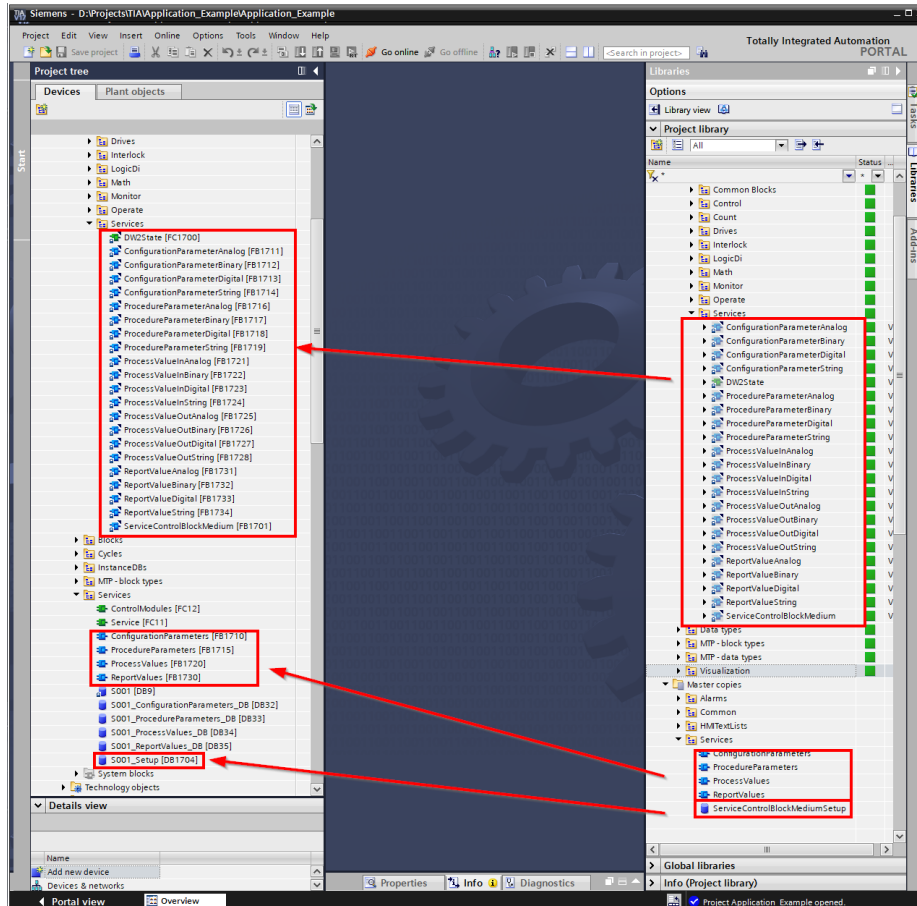 Siemens - D:\Projects\TIA\Application_Example\Application_Example
Project Edit View Insert Online Options Tools Window Help
Totally Integrated Automation
PORTAL
Save project
Go online
Go offline
<Search in project>
Project tree
Devices
Plant objects
Start
Drives
Interlock
LogicDi
Math
Monitor
Operate
Services
DW2State [FC1700]
ConfigurationParameterAnalog [FB1711]
ConfigurationParameterBinary [FB1712]
ConfigurationParameterDigital [FB1713]
ConfigurationParameterString [FB1714]
ProcedureParameterAnalog [FB1716]
ProcedureParameterBinary [FB1717]
ProcedureParameterDigital [FB1718]
ProcedureParameterString [FB1719]
ProcessValueInAnalog [FB1721]
ProcessValueInBinary [FB1722]
ProcessValueInDigital [FB1723]
ProcessValueInString [FB1724]
ProcessValueOutAnalog [FB1725]
ProcessValueOutBinary [FB1726]
ProcessValueOutDigital [FB1727]
ProcessValueOutString [FB1728]
ReportValueAnalog [FB1731]
ReportValueBinary [FB1732]
ReportValueDigital [FB1733]
ReportValueString [FB1734]
ServiceControlBlockMedium [FB1701]
Blocks
Cycles
InstanceDBs
MTP - block types
Services
ControlModules [FC12]
Service [FC11]
ConfigurationParameters [FB1710]
ProcedureParameters [FB1715]
ProcessValues [FB1720]
ReportValues [FB1730]
S001 [DB9]
S001_ConfigurationParameters_DB [DB32]
S001_ProcedureParameters_DB [DB33]
S001_ProcessValues_DB [DB34]
S001_ReportValues_DB [DB35]
S001_Setup [DB1704]
System blocks
Technology objects
Details view
Name
Add new device
Devices & networks
Portal view
Overview
Properties
Info
Diagnostics
Libraries
Options
Library view
Project library
All
Name Status ...
* *
Common Blocks
Control
Count
Drives
Interlock
LogicDi
Math
Monitor
Operate
Services
ConfigurationParameterAnalog V
ConfigurationParameterBinary V
ConfigurationParameterDigital V
ConfigurationParameterString V
DW2State V
ProcedureParameterAnalog V
ProcedureParameterBinary V
ProcedureParameterDigital V
ProcedureParameterString V
ProcessValueInAnalog V
ProcessValueInBinary V
ProcessValueInDigital V
ProcessValueInString V
ProcessValueOutAnalog V
ProcessValueOutBinary V
ProcessValueOutDigital V
ProcessValueOutString V
ReportValueAnalog V
ReportValueBinary V
ReportValueDigital V
ReportValueString V
ServiceControlBlockMedium V
Data types
MTP - block types
MTP - data types
Visualization
Master copies
Alarms
Common
HMITextLists
Services
ConfigurationParameters
ProcedureParameters
ProcessValues
ReportValues
ServiceControlBlockMediumSetup
Global libraries
Info (Project library)
Project Application_Example opened.
Tasks
Libraries
Add-ins